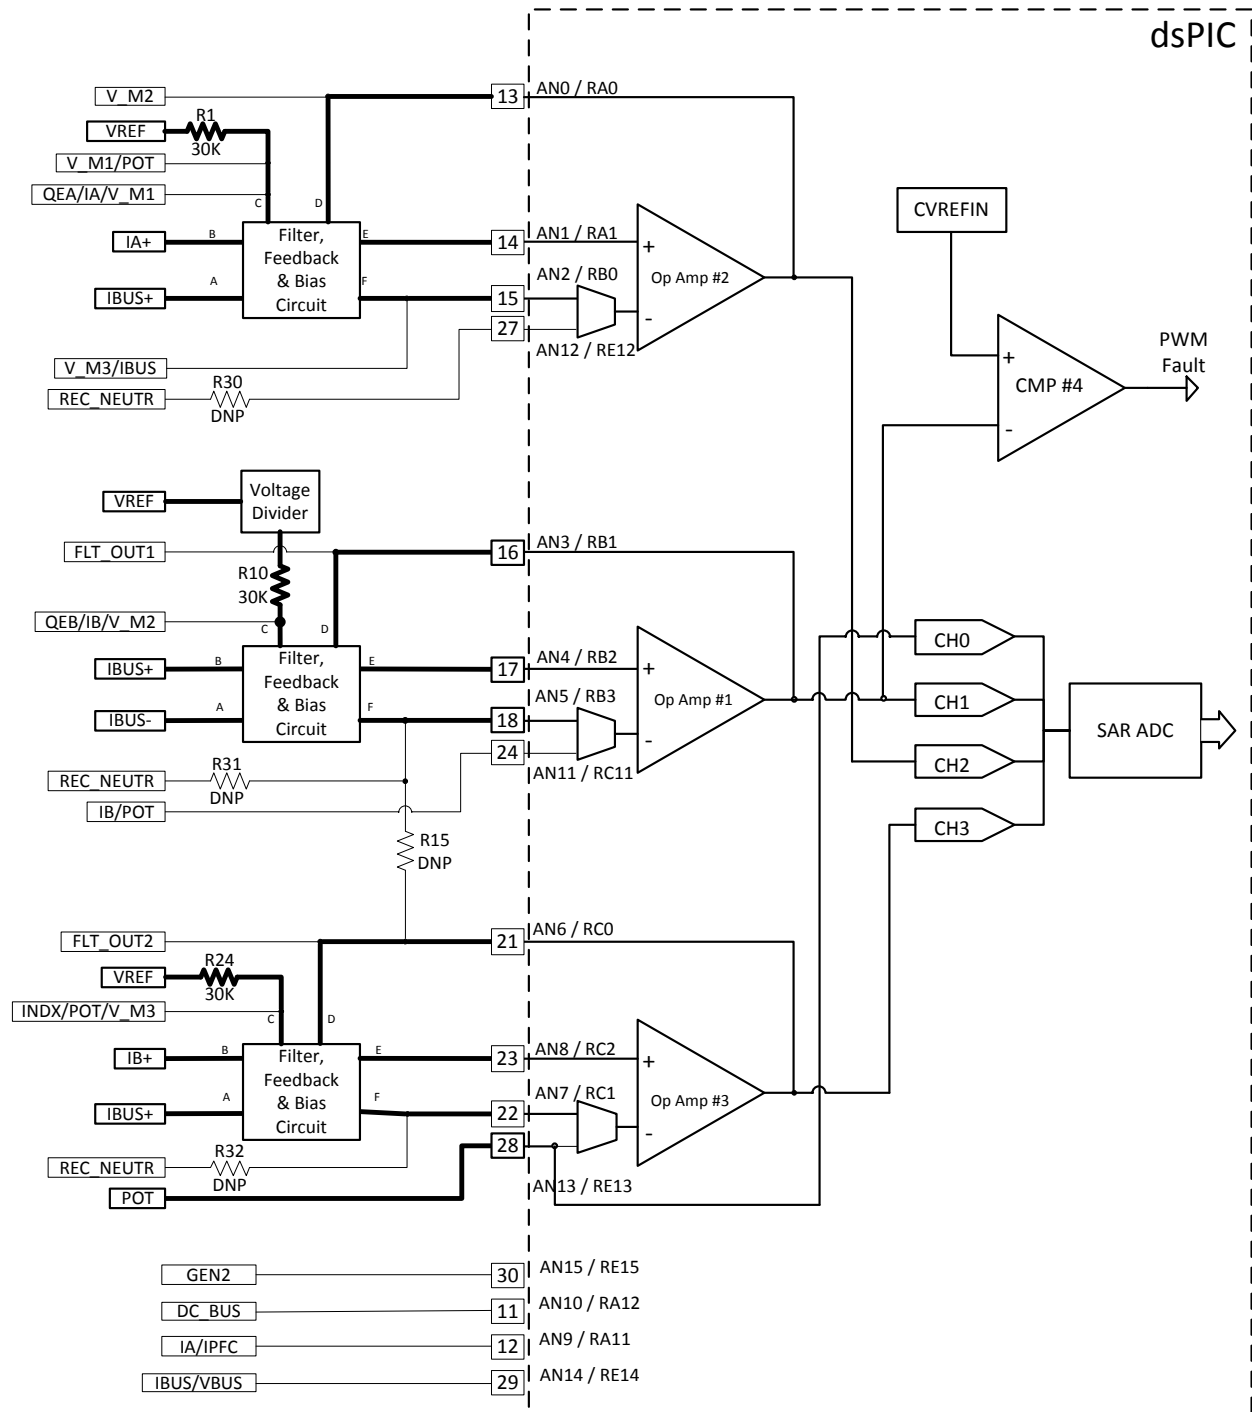 dsPIC
V_M2
13
AN0 / RA0
VREF
R1
30K
V_M1/POT
QEA/IA/V_M1
C
D
IA+
B
Filter,
Feedback
& Bias
Circuit
E
14
AN1 / RA1
+
Op Amp #2
-
IBUS+
A
F
15
AN2 / RB0
27
AN12 / RE12
V_M3/IBUS
REC_NEUTR
R30
DNP
CVREFIN
+
CMP #4
-
PWM
Fault
VREF
Voltage
Divider
FLT_OUT1
16
AN3 / RB1
R10
30K
QEB/IB/V_M2
C
D
IBUS+
B
Filter,
Feedback
& Bias
Circuit
E
17
AN4 / RB2
+
Op Amp #1
-
IBUS-
A
F
18
AN5 / RB3
24
AN11 / RC11
REC_NEUTR
R31
DNP
IB/POT
R15
DNP
CH0
CH1
CH2
CH3
SAR ADC
FLT_OUT2
21
AN6 / RC0
VREF
R24
30K
INDX/POT/V_M3
C
D
IB+
B
Filter,
Feedback
& Bias
Circuit
E
23
AN8 / RC2
+
Op Amp #3
-
IBUS+
A
F
22
AN7 / RC1
28
AN13 / RE13
REC_NEUTR
R32
DNP
POT
GEN2
30
AN15 / RE15
DC_BUS
11
AN10 / RA12
IA/IPFC
12
AN9 / RA11
IBUS/VBUS
29
AN14 / RE14